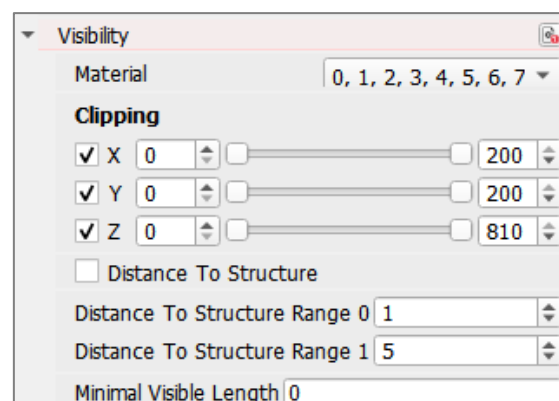 Visibility
Material 0, 1, 2, 3, 4, 5, 6, 7
Clipping
X 0 200
Y 0 200
Z 0 810
Distance To Structure
Distance To Structure Range 0 1
Distance To Structure Range 1 5
Minimal Visible Length 0